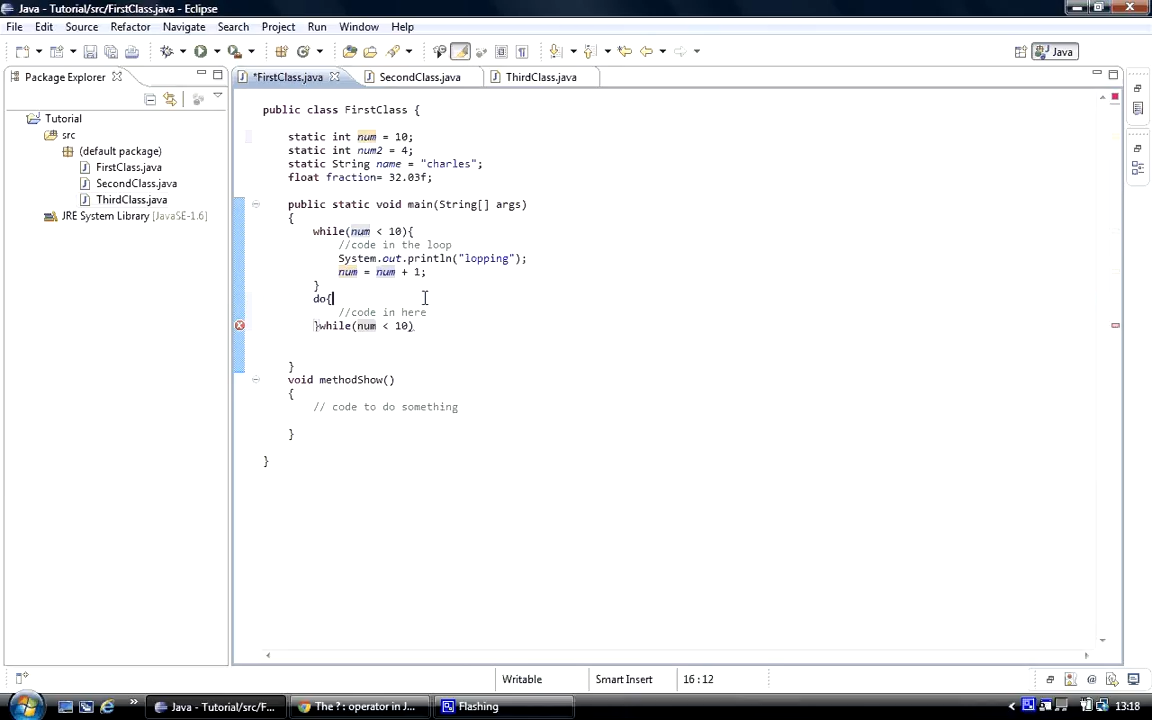 Java - Tutorial/src/FirstClass.java - Eclipse
File Edit Source Refactor Navigate Search Project Run Window Help
Java
Package Explorer
*FirstClass.java SecondClass.java ThirdClass.java
Tutorial
src
(default package)
FirstClass.java
SecondClass.java
ThirdClass.java
JRE System Library [JavaSE-1.6]
public class FirstClass {
static int num = 10;
static int num2 = 4;
static String name = "charles";
float fraction= 32.03f;
public static void main(String[] args)
{
while(num < 10){
//code in the loop
System.out.println("lopping");
num = num + 1;
}
do{
//code in here
}while(num < 10)
}
void methodShow()
{
// code to do something
}
}
Writable Smart Insert 16 : 12
Java - Tutorial/src/F... The ? : operator in J... Flashing 13:18